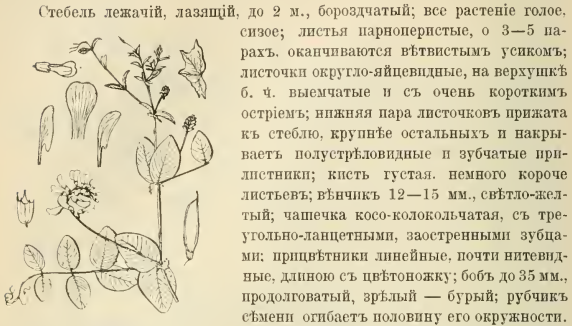 Стебель лежачій, лазящій, до 2 м., бороздчатый; все растеніе голое,
сизое; листья парноперистые, о 3—5 па-
рахъ. оканчиваются вѣтвистымъ усикомъ;
листочки округло-яйцевидные, на верхушкѣ
б. ч. выемчатые и съ очень короткимъ
остріемъ; нижняя пара листочковъ прижата
къ стеблю, крупнѣе остальныхъ и накры-
ваетъ полустрѣловидные и зубчатые при-
листники; кисть густая. немного короче
листьевъ; вѣнчикъ 12—15 мм., свѣтло-жел-
тый; чашечка косо-колокольчатая, съ тре-
угольно-ланцетными, заостренными зубца-
ми; прицвѣтники линейные, почти нитевид-
ные, длиною съ цвѣтоножку; бобъ до 35 мм.,
продолговатый, зрѣлый — бурый; рубчикъ
сѣмени огибаетъ половину его окружности.